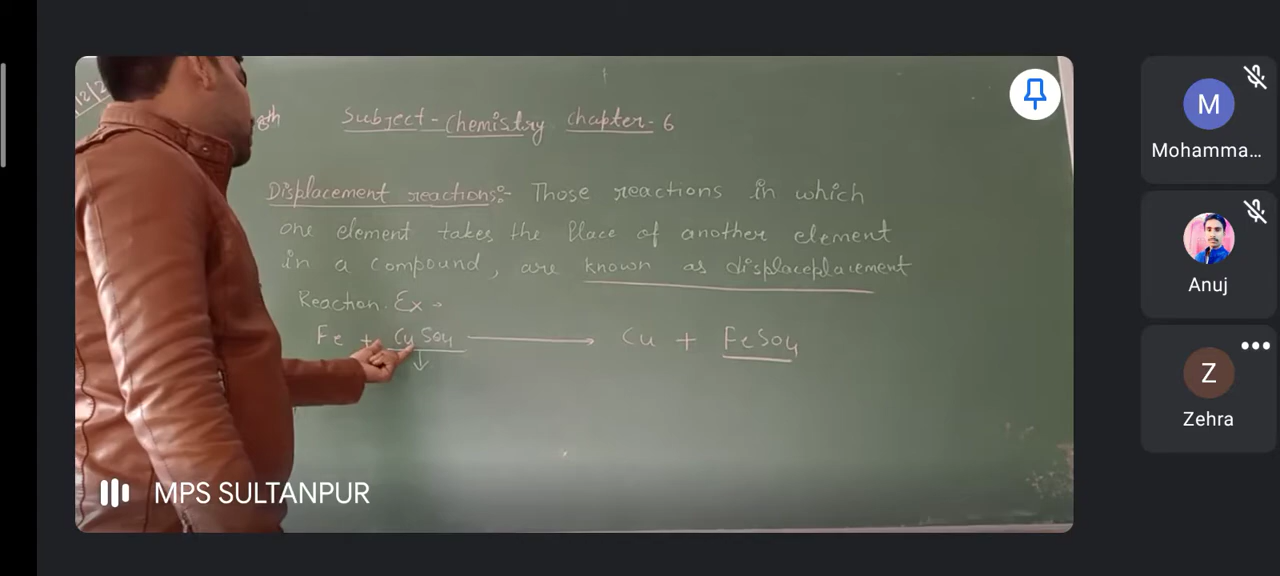 8th Subject - Chemistry Chapter - 6
Displacement reactions:- Those reactions in which
one element takes the Place of another element
in a compound, are known as displaceplacement
Reaction. Ex →
Fe + CuSO4 → Cu + FeSO4
↓
MPS SULTANPUR
M
Mohamma...
Anuj
Z
Zehra